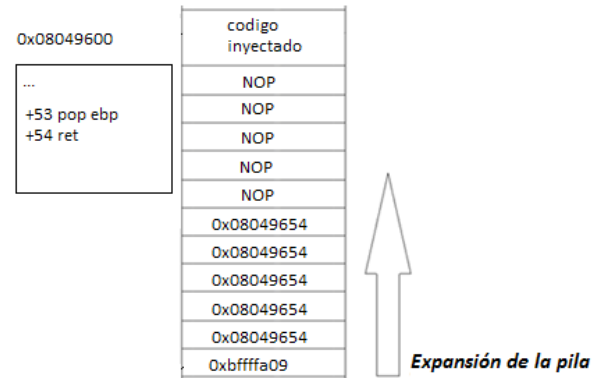 0x08049600
...
+53 pop ebp
+54 ret
codigo
inyectado
NOP
NOP
NOP
NOP
NOP
0x08049654
0x08049654
0x08049654
0x08049654
0x08049654
0xbffffa09
Expansión de la pila